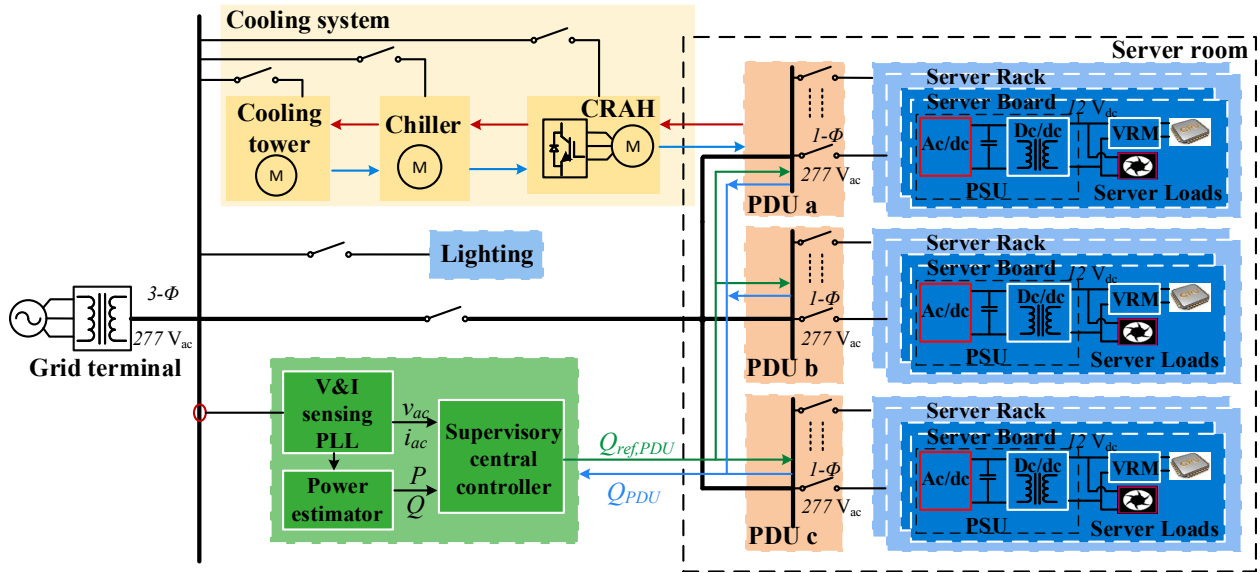 Cooling system
Cooling
tower
M
Chiller
M
CRAH
M
Lighting
3-Φ
277 Vac
Grid terminal
V&I
sensing
PLL
vac
iac
Power
estimator
P
Q
Supervisory
central
controller
Qref,PDU
QPDU
Server room
1-Φ
277 Vac
PDU a
Server Rack
Server Board
12 Vdc
Ac/dc
Dc/dc
VRM
PSU
Server Loads
1-Φ
277 Vac
PDU b
Server Rack
Server Board
12 Vdc
Ac/dc
Dc/dc
VRM
PSU
Server Loads
1-Φ
277 Vac
PDU c
Server Rack
Server Board
12 Vdc
Ac/dc
Dc/dc
VRM
PSU
Server Loads